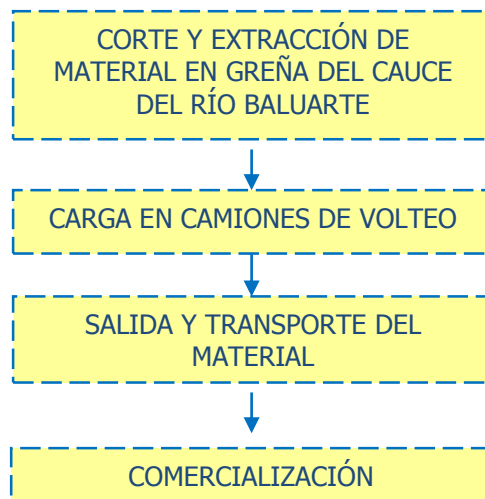 CORTE Y EXTRACCIÓN DE
MATERIAL EN GREÑA DEL CAUCE
DEL RÍO BALUARTE
CARGA EN CAMIONES DE VOLTEO
SALIDA Y TRANSPORTE DEL
MATERIAL
COMERCIALIZACIÓN